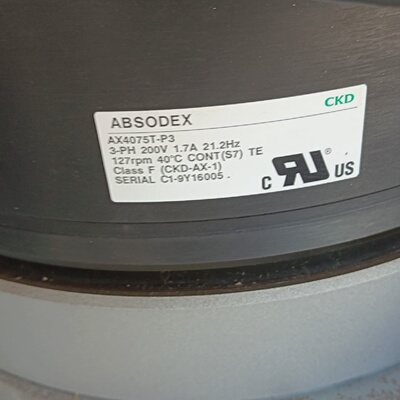 CKD
ABSODEX
AX4075T-P3
3-PH 200V 1.7A 21.2Hz
127rpm 40°C CONT(S7) TE
Class F (CKD-AX-1)
SERIAL C1-9Y16005
C RU US